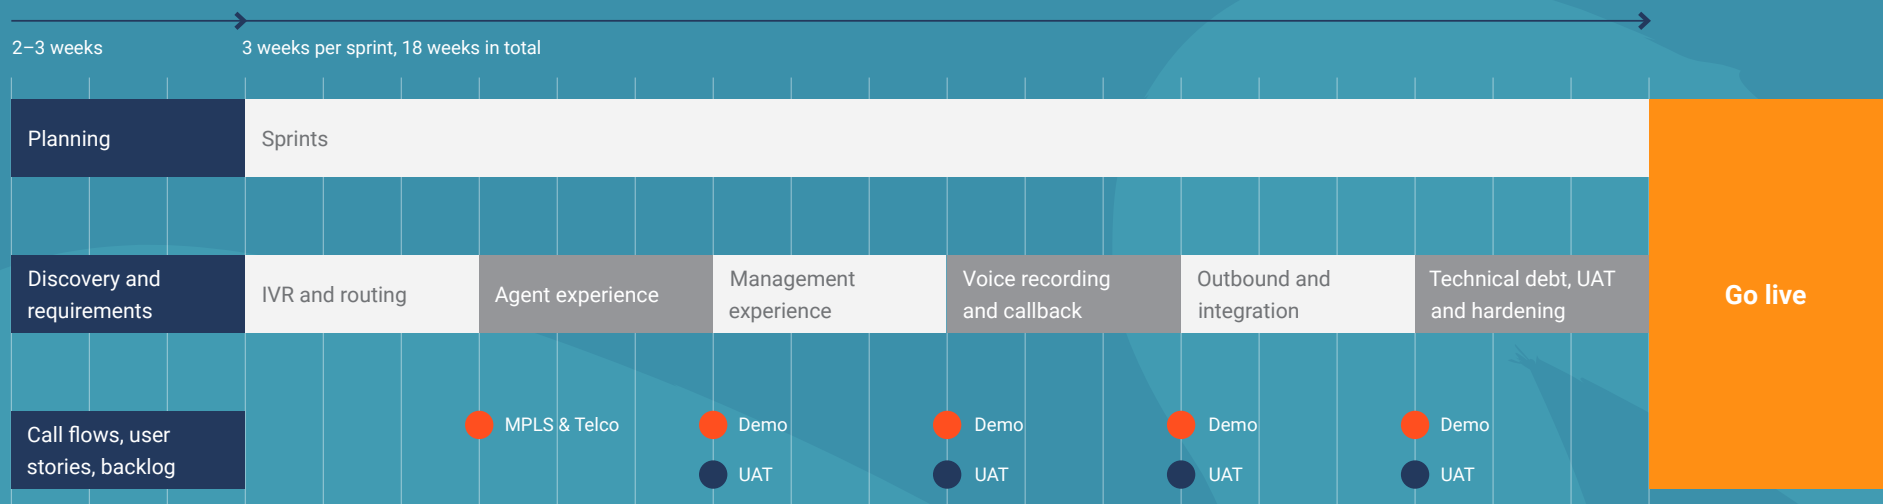 2–3 weeks
3 weeks per sprint, 18 weeks in total
Planning
Sprints
Discovery and
requirements
IVR and routing
Agent experience
Management
experience
Voice recording
and callback
Outbound and
integration
Technical debt, UAT
and hardening
Go live
Call flows, user
stories, backlog
MPLS & Telco
Demo
UAT
Demo
UAT
Demo
UAT
Demo
UAT